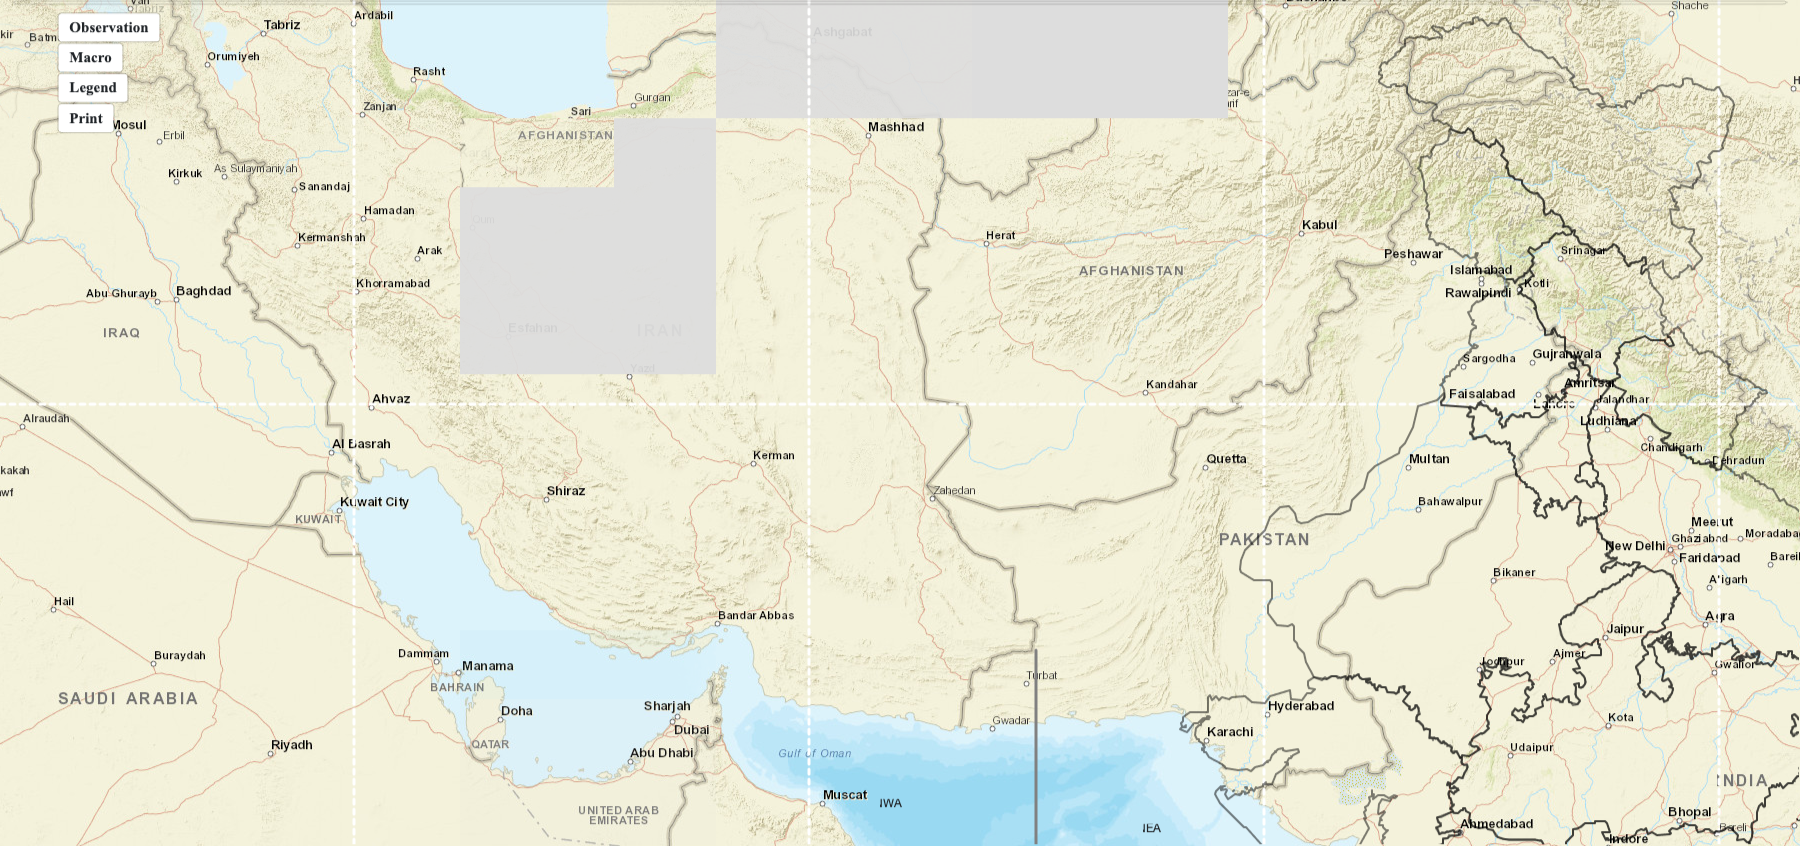 Van
Tabriz
Ardabil
Shache
Observation
Tabriz
Ashgabat
Orumiyeh
Macro
Rasht
Legend
Gurgan
Zanjan
Sari
Print
Mosul
Erbil
AFGHANISTAN
Mashhad
Kirkuk
As Sulaymaniyah
Sanandaj
Hamadan
Kermanshah
Arak
Herat
Kabul
Srinagar
Peshawar
Islamabad
AFGHANISTAN
Khorramabad
Kotli
Abu Ghurayb
Baghdad
Rawalpindi
IRAQ
Esfahan
IRAN
Sargodha
Gujranwala
Yazd
Kandahar
Amritsar
Faisalabad
Ahvaz
Lahore
Jalandhar
Alraudah
Ludhiana
Al Basrah
Chandigarh
Kerman
Quetta
Multan
Dehradun
kakah
Shiraz
Zahedan
Kuwait City
Bahawalpur
KUWAIT
Meerut
PAKISTAN
New Delhi
Ghaziabad
Moradaba
Faridabad
Bareil
Bikaner
Hail
Bandar Abbas
Agra
Jaipur
Buraydah
Dammam
Manama
Ajmer
Jodhpur
Gwalior
Turbat
BAHRAIN
SAUDI ARABIA
Doha
Sharjah
Hyderabad
Gwadar
Kota
Dubai
Karachi
Riyadh
QATAR
Abu Dhabi
Gulf of Oman
Udaipur
INDIA
Muscat
UNITED ARAB
EMIRATES
Bhopal
Ahmedabad
Indore